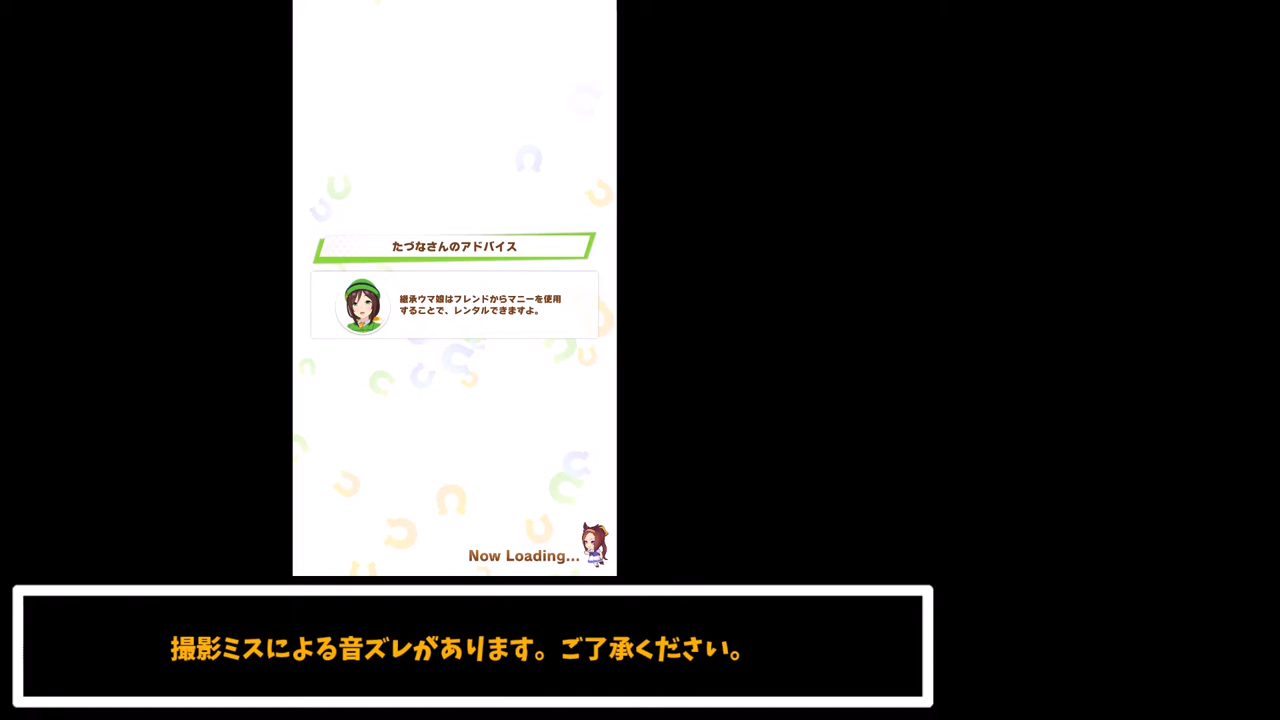 たづなさんのアドバイス
継承ウマ娘はフレンドからマニーを使用
することで、レンタルできますよ。
Now Loading...
撮影ミスによる音ズレがあります。ご了承ください。